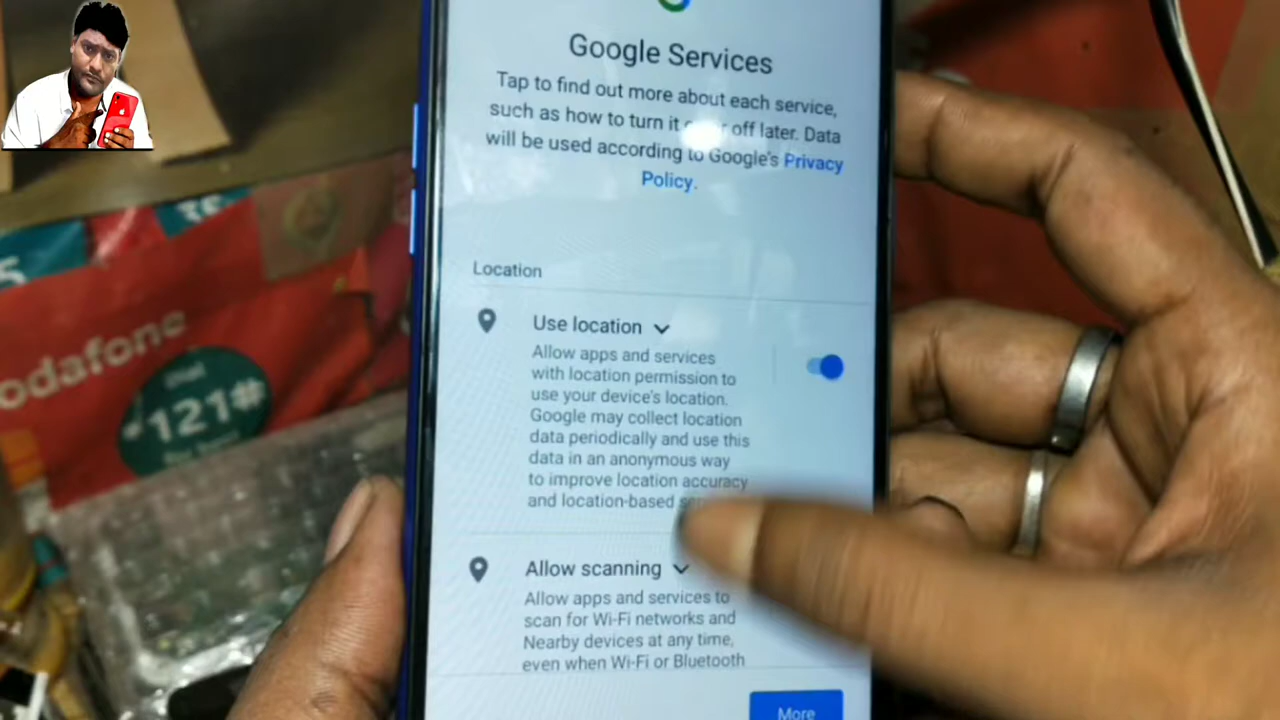 Google Services
Tap to find out more about each service,
such as how to turn it or off later. Data
will be used according to Google's Privacy
Policy.
Location
Use location
Allow apps and services
with location permission to
use your device's location.
Google may collect location
data periodically and use this
data in an anonymous way
to improve location accuracy
and location-based
Allow scanning
Allow apps and services to
scan for Wi-Fi networks and
Nearby devices at any time,
even when Wi-Fi or Bluetooth
More
odafone
121#